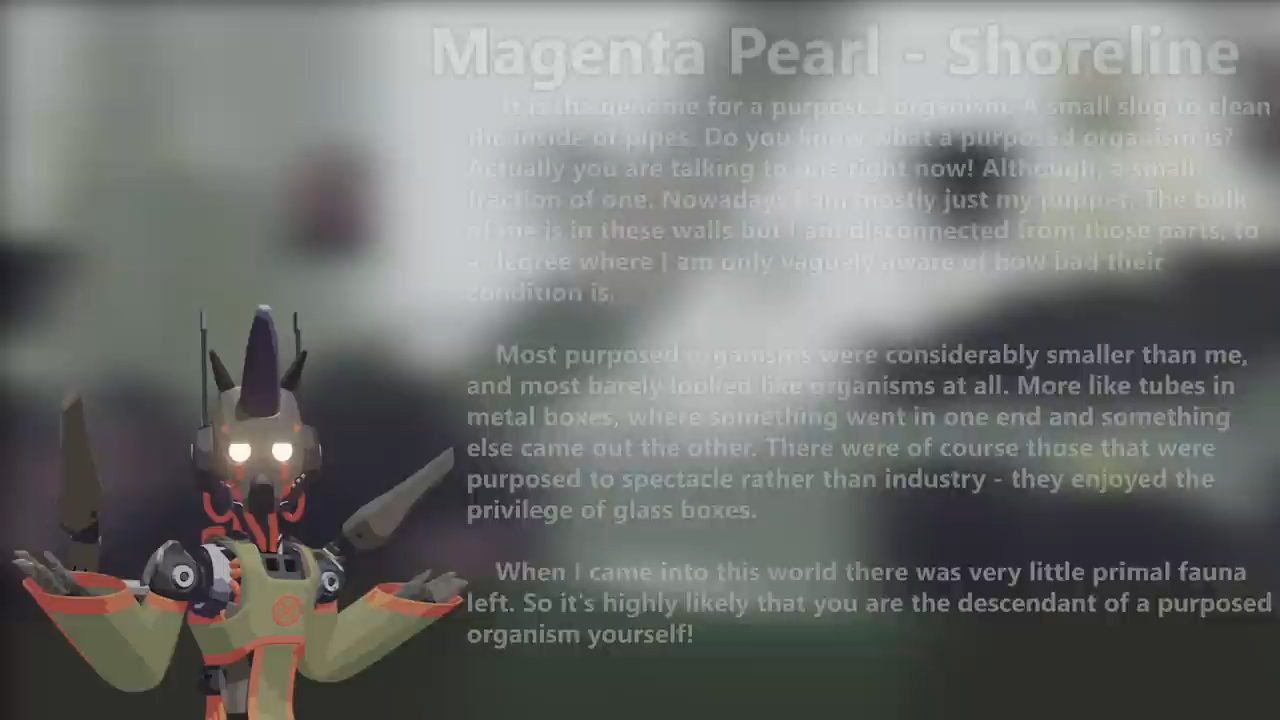 Magenta Pearl - Shoreline
It is the genome for a purposed organism. A small slug to clean
the inside of pipes. Do you know what a purposed organism is?
Actually you are talking to one right now! Although, a small
fraction of one. Nowadays I am mostly just my puppet. The bulk
of me is in these walls but I am disconnected from those parts, to
a degree where I am only vaguely aware of how bad their
condition is.
Most purposed organisms were considerably smaller than me,
and most barely looked like organisms at all. More like tubes in
metal boxes, where something went in one end and something
else came out the other. There were of course those that were
purposed to spectacle rather than industry - they enjoyed the
privilege of glass boxes.
When I came into this world there was very little primal fauna
left. So it's highly likely that you are the descendant of a purposed
organism yourself!